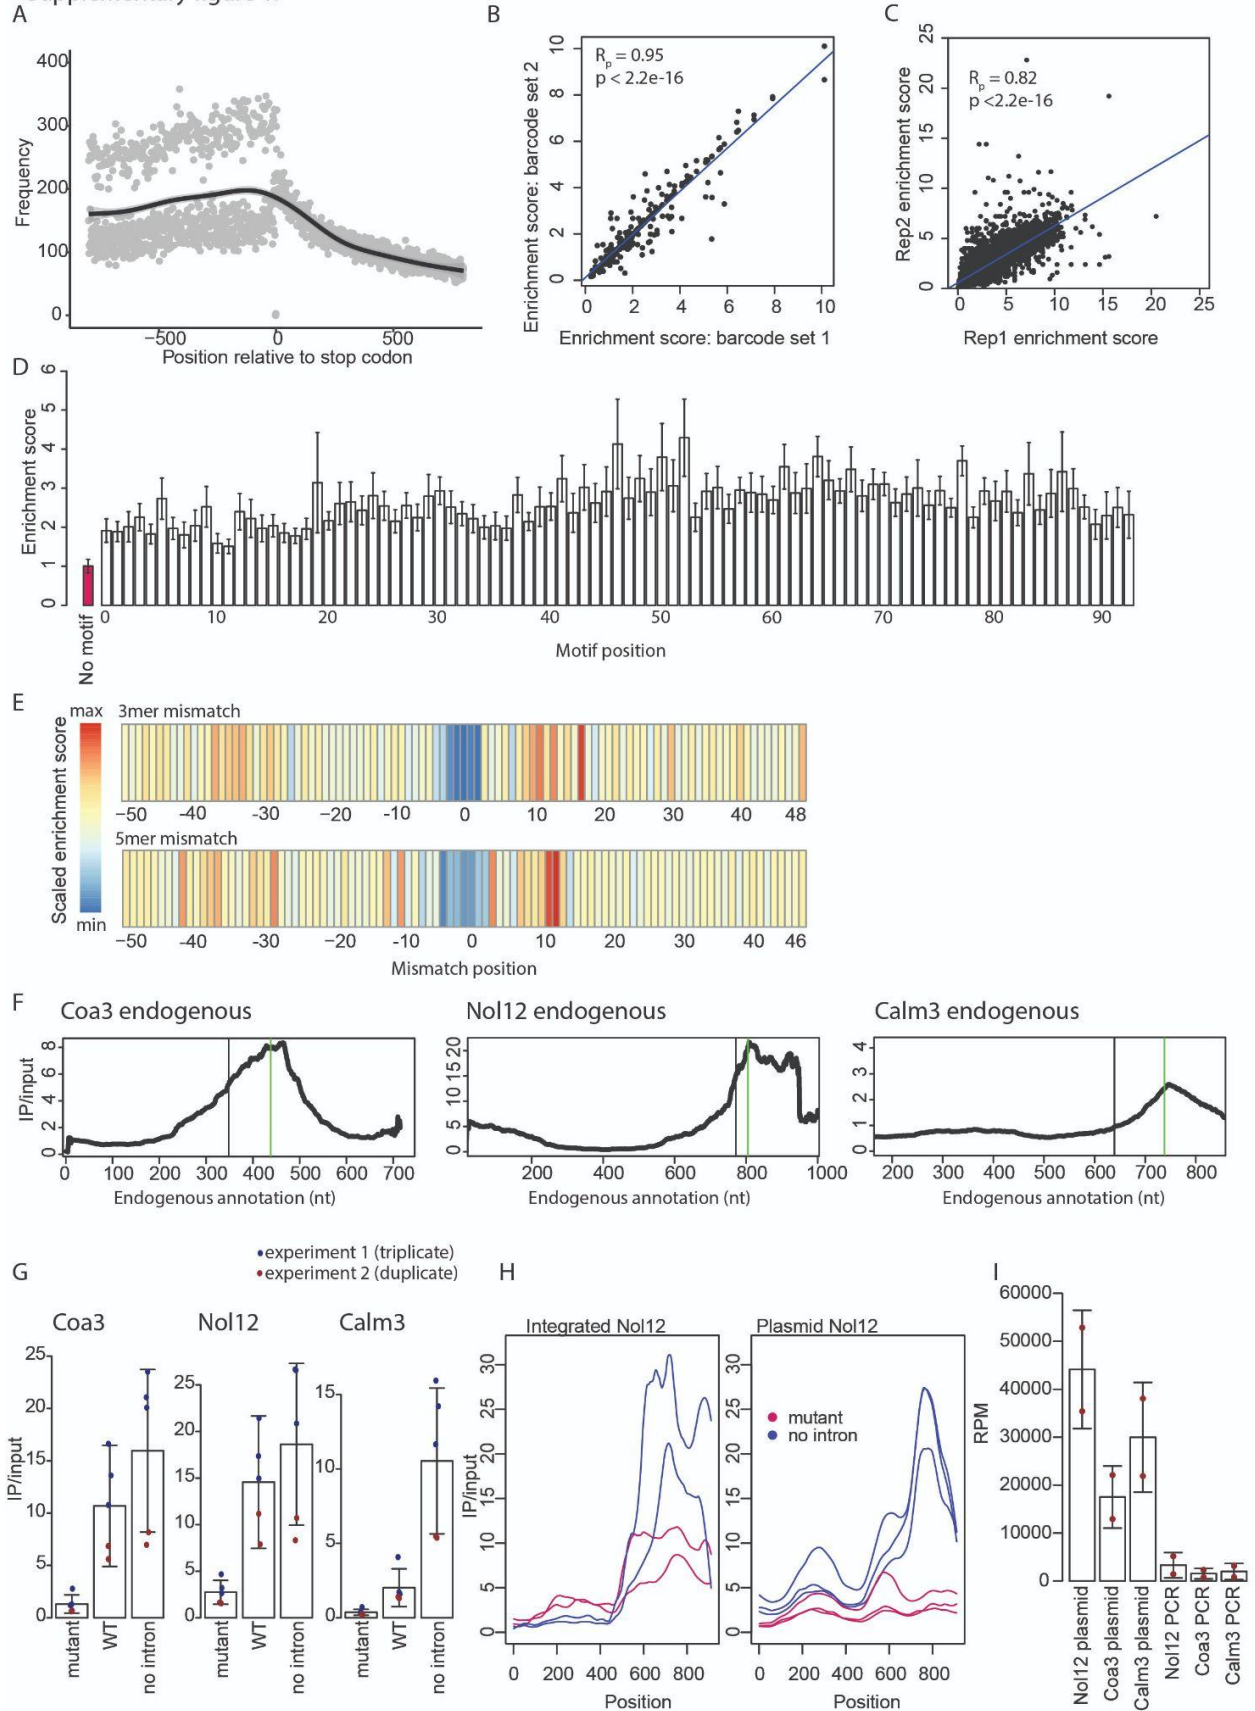 A
400
300
200
100
0
Frequency
−500
0
500
Position relative to stop codon
B
Rp = 0.95
p < 2.2e-16
Enrichment score: barcode set 2
10
8
6
4
2
0
0 2 4 6 8 10
Enrichment score: barcode set 1
C
Rp = 0.82
p <2.2e-16
Rep2 enrichment score
25
20
15
10
5
0
0 5 10 15 20 25
Rep1 enrichment score
D
Enrichment score
6
5
4
3
2
1
0
No motif
0 10 20 30 40 50 60 70 80 90
Motif position
E
Scaled enrichment score
max
min
3mer mismatch
−50 -40 -30 −20 -10 0 10 20 30 40 48
5mer mismatch
−50 -40 -30 −20 -10 0 10 20 30 40 46
Mismatch position
F
Coa3 endogenous
IP/input
8
6
4
2
0
0 100 200 300 400 500 600 700
Endogenous annotation (nt)
Nol12 endogenous
20
15
10
5
0
200 400 600 800 1000
Endogenous annotation (nt)
Calm3 endogenous
4
3
2
1
0
200 300 400 500 600 700 800
Endogenous annotation (nt)
G
experiment 1 (triplicate)
experiment 2 (duplicate)
Coa3
IP/input
25
20
15
10
5
0
mutant
WT
no intron
Nol12
25
20
15
10
5
0
mutant
WT
no intron
Calm3
15
10
5
0
mutant
WT
no intron
H
Integrated Nol12
IP/input
30
25
20
15
10
5
0
0 200 400 600 800
Position
Plasmid Nol12
mutant
no intron
30
25
20
15
10
5
0
0 200 400 600 800
Position
I
RPM
60000
50000
40000
30000
20000
10000
0
Nol12 plasmid
Coa3 plasmid
Calm3 plasmid
Nol12 PCR
Coa3 PCR
Calm3 PCR